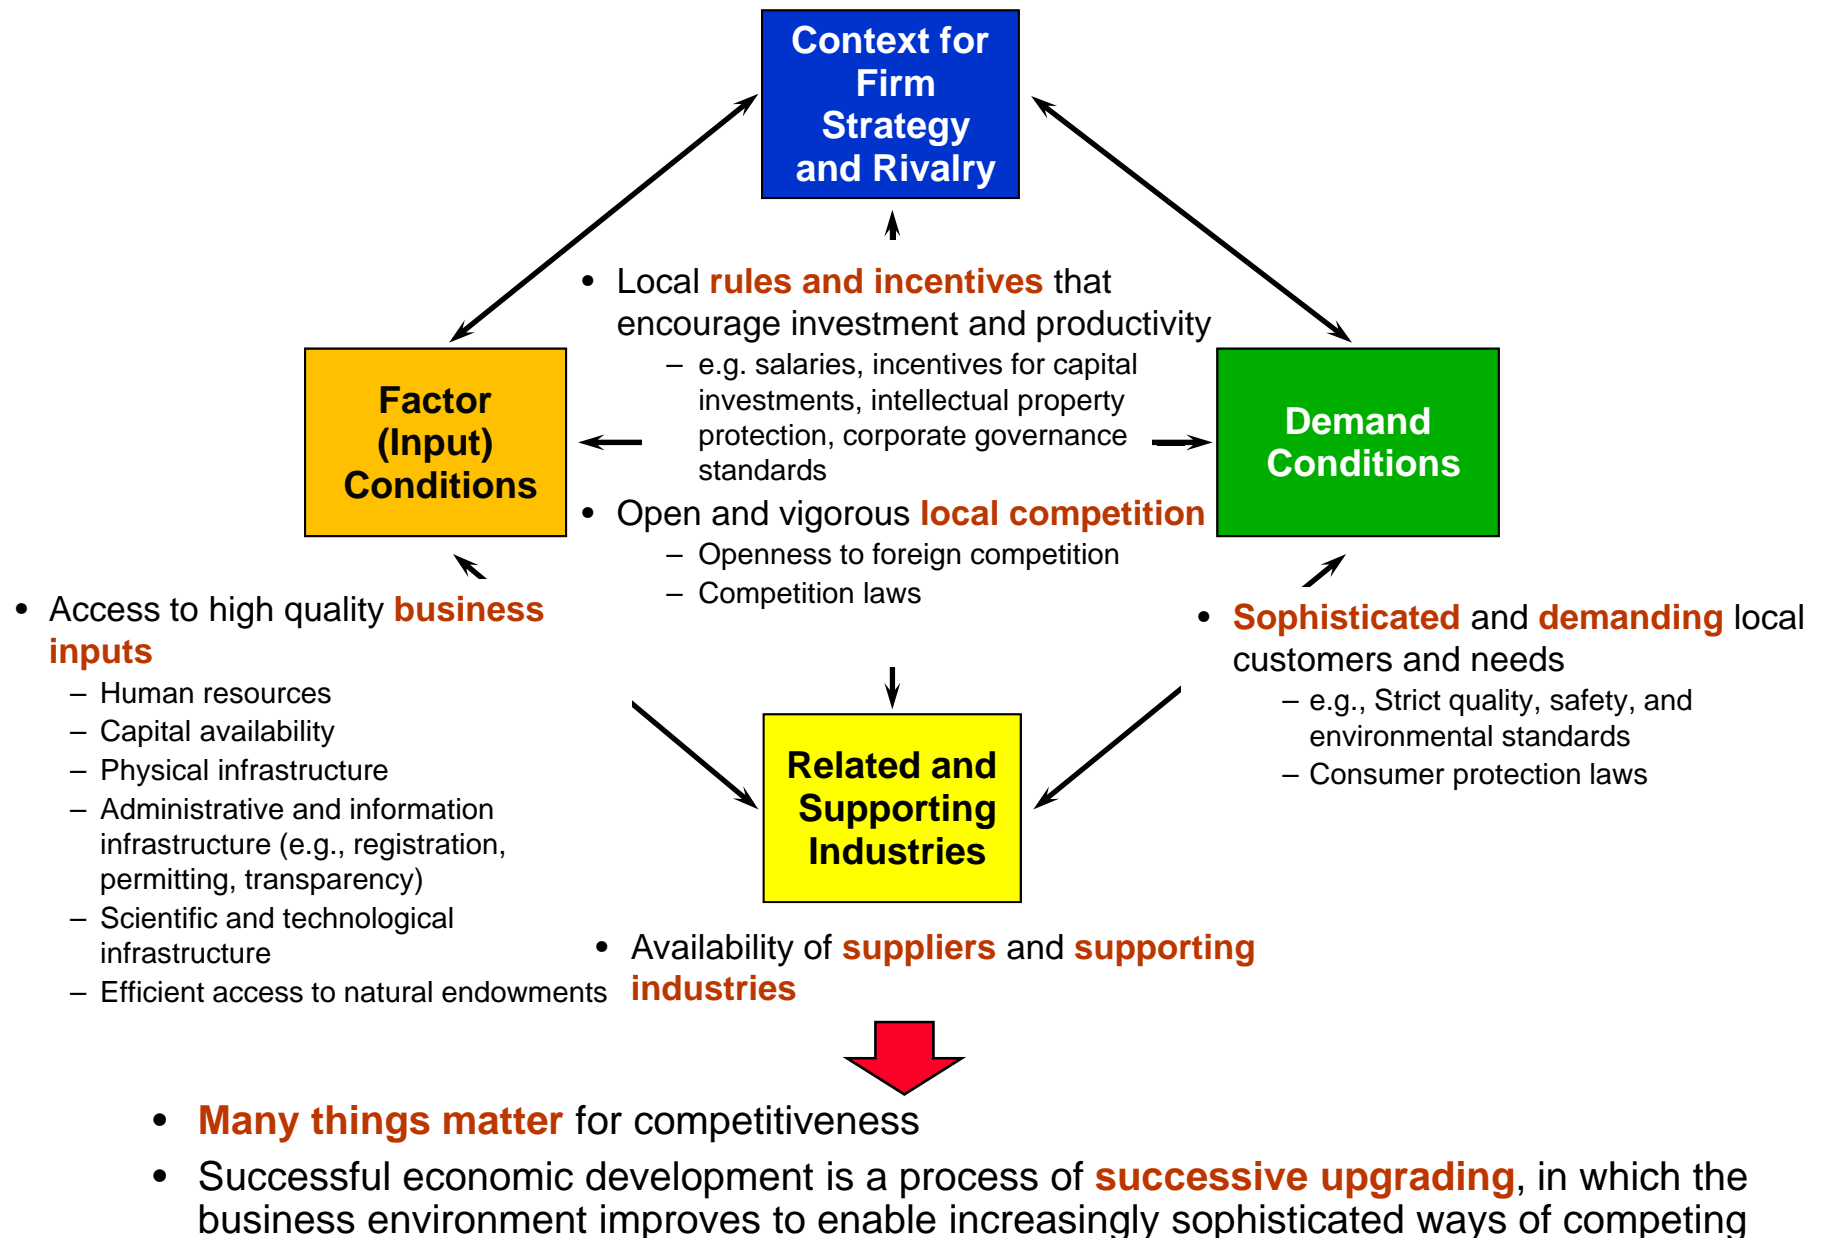 Context for
Firm
Strategy
and Rivalry
• Local rules and incentives that
encourage investment and productivity
– e.g. salaries, incentives for capital
investments, intellectual property
protection, corporate governance
standards
• Open and vigorous local competition
– Openness to foreign competition
– Competition laws
Factor
(Input)
Conditions
Demand
Conditions
• Access to high quality business
inputs
– Human resources
– Capital availability
– Physical infrastructure
– Administrative and information
infrastructure (e.g., registration,
permitting, transparency)
– Scientific and technological
infrastructure
– Efficient access to natural endowments
• Sophisticated and demanding local
customers and needs
– e.g., Strict quality, safety, and
environmental standards
– Consumer protection laws
Related and
Supporting
Industries
• Availability of suppliers and supporting
industries
• Many things matter for competitiveness
• Successful economic development is a process of successive upgrading, in which the
business environment improves to enable increasingly sophisticated ways of competing